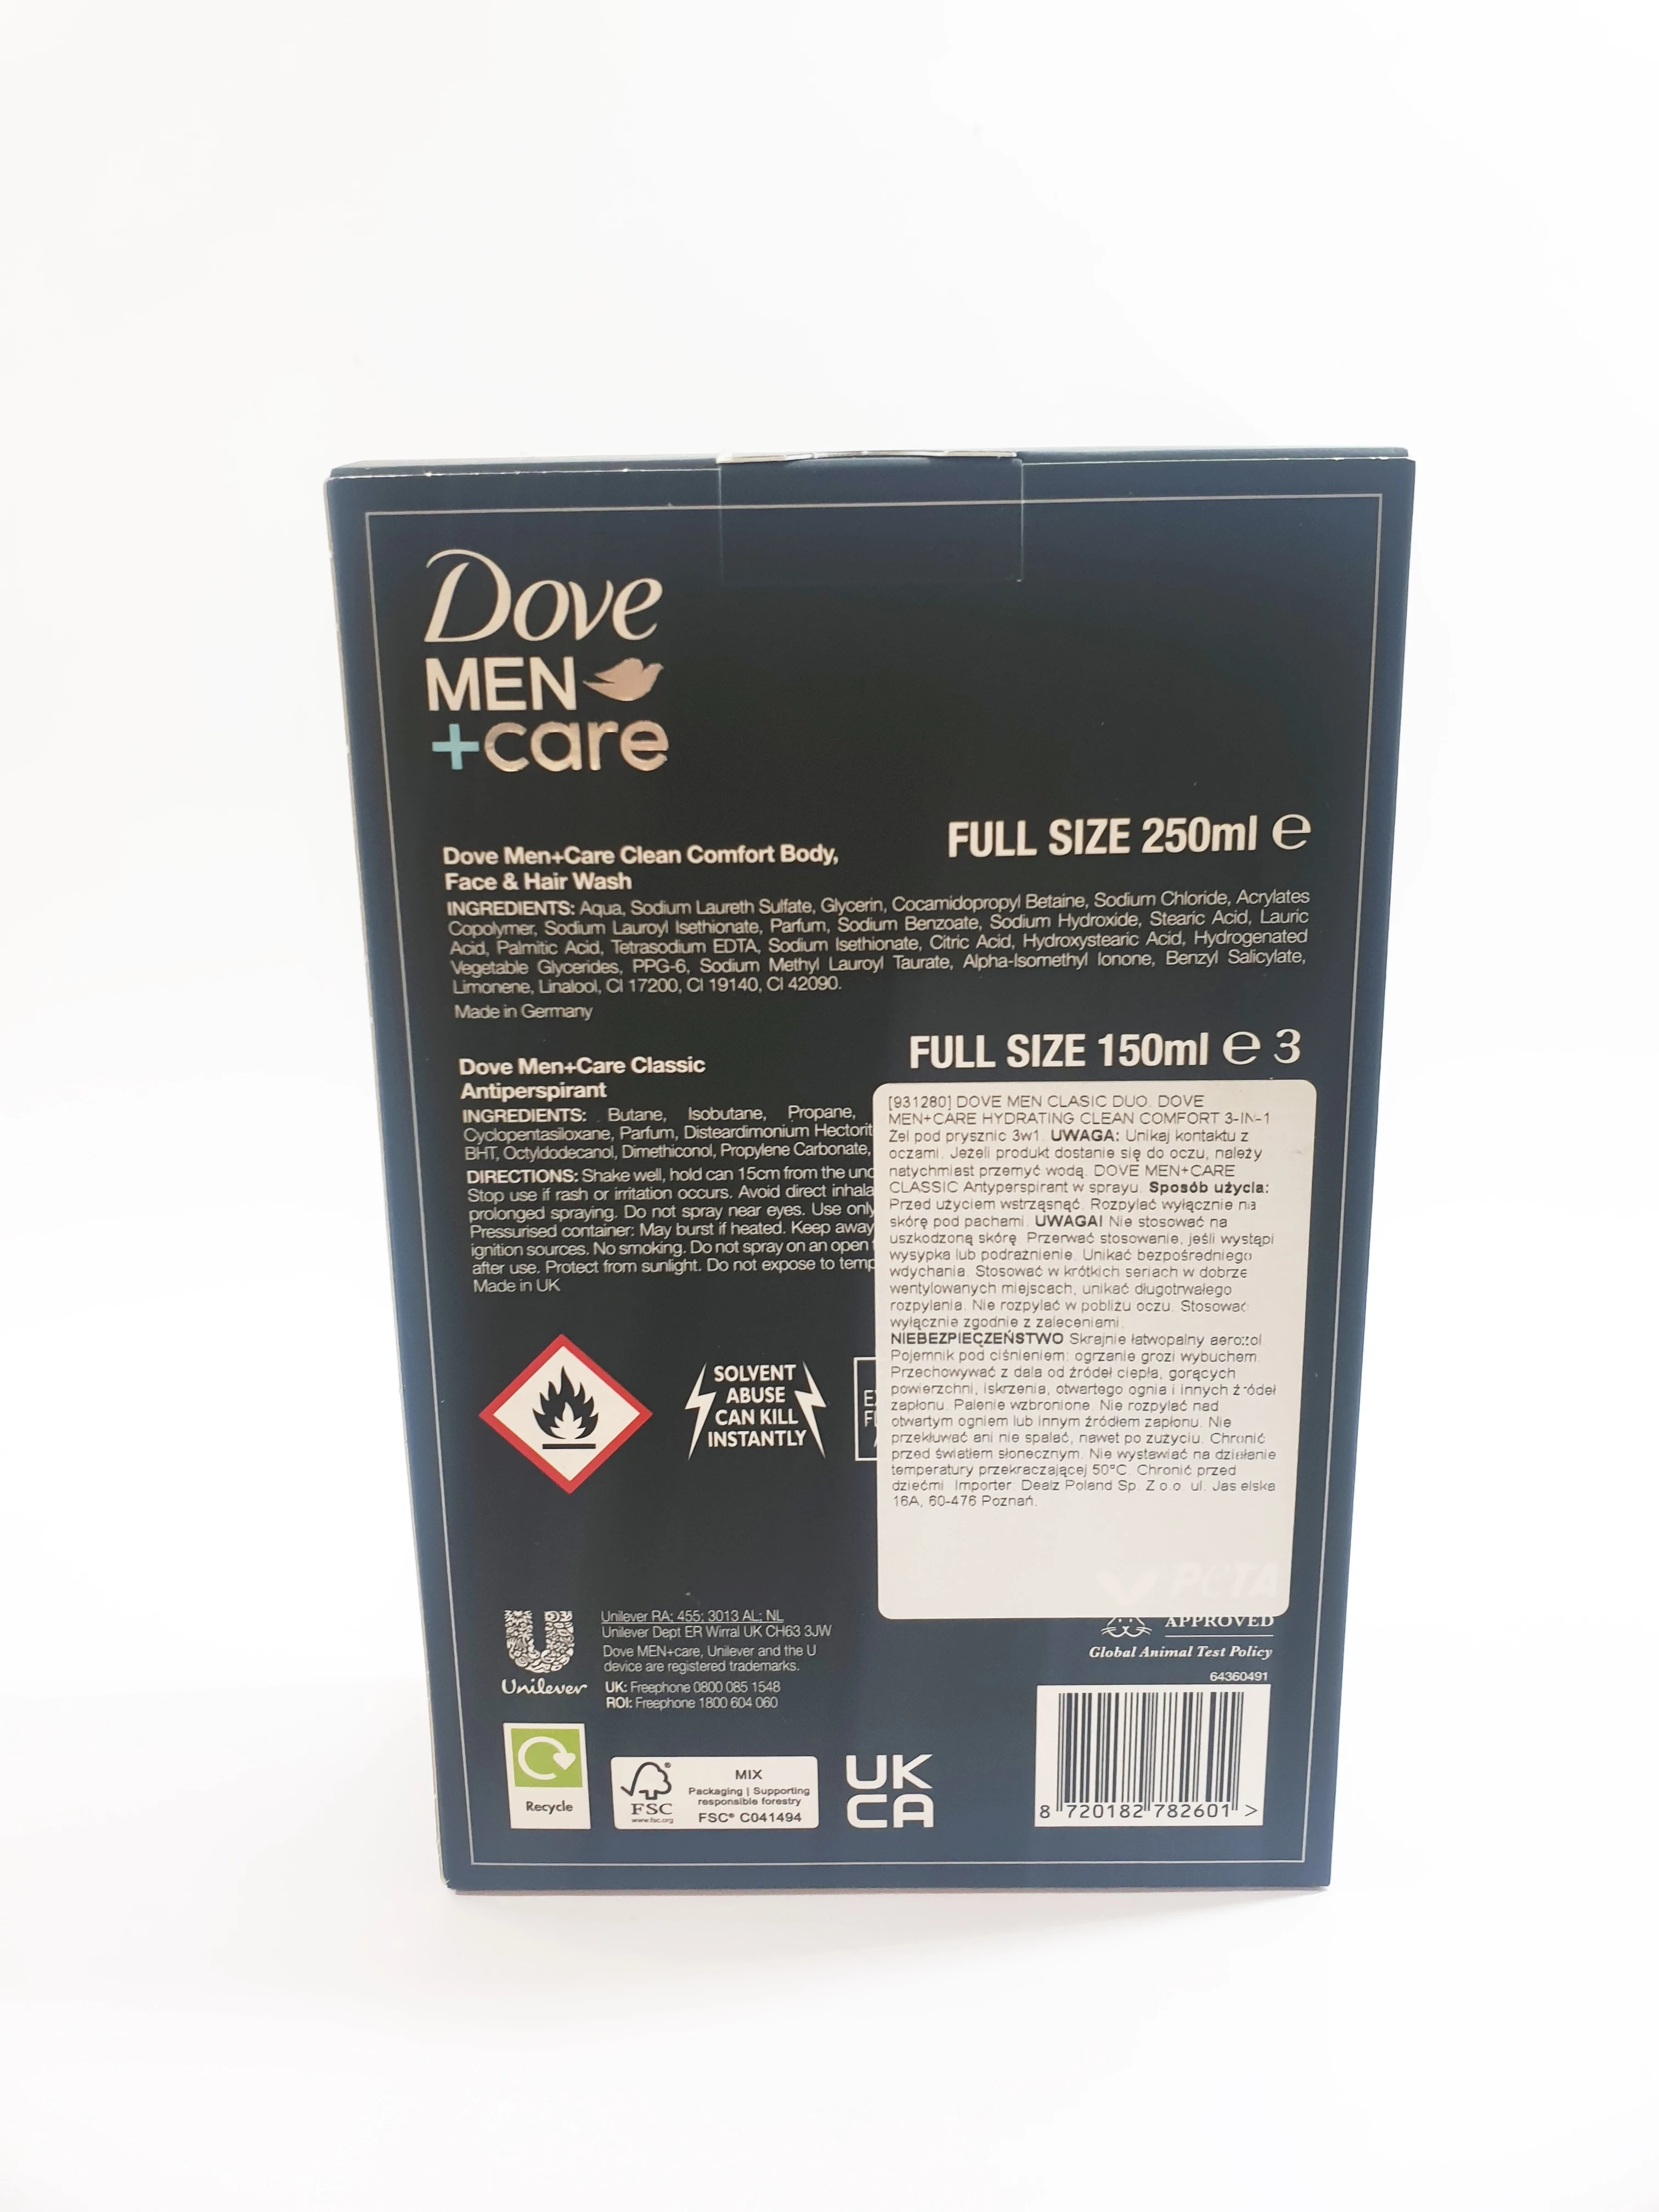 Dove
MEN
+care
FULL SIZE 250ml ℮
Dove Men+Care Clean Comfort Body,
Face & Hair Wash
INGREDIENTS: Aqua, Sodium Laureth Sulfate, Glycerin, Cocamidopropyl Betaine, Sodium Chloride, Acrylates
Copolymer, Sodium Lauroyl Isethionate, Parfum, Sodium Benzoate, Sodium Hydroxide, Stearic Acid, Lauric
Acid, Palmitic Acid, Tetrasodium EDTA, Sodium Isethionate, Citric Acid, Hydroxystearic Acid, Hydrogenated
Vegetable Glycerides, PPG-6, Sodium Methyl Lauroyl Taurate, Alpha-Isomethyl Ionone, Benzyl Salicylate,
Limonene, Linalool, CI 17200, CI 19140, CI 42090.
Made in Germany
FULL SIZE 150ml ℮ 3
Dove Men+Care Classic
Antiperspirant
INGREDIENTS: Butane, Isobutane, Propane,
Cyclopentasiloxane, Parfum, Disteardimonium Hectorit
BHT, Octyldodecanol, Dimethiconol, Propylene Carbonate,
DIRECTIONS: Shake well, hold can 15cm from the und
Stop use if rash or irritation occurs. Avoid direct inhala
prolonged spraying. Do not spray near eyes. Use only
Pressurised container: May burst if heated. Keep away
ignition sources. No smoking. Do not spray on an open
after use. Protect from sunlight. Do not expose to temp
Made in UK
[931280] DOVE MEN CLASIC DUO. DOVE
MEN+CARE HYDRATING CLEAN COMFORT 3-IN-1
Żel pod prysznic 3w1. UWAGA: Unikaj kontaktu z
oczami. Jeżeli produkt dostanie się do oczu, należy
natychmiast przemyć wodą. DOVE MEN+CARE
CLASSIC Antyperspirant w sprayu. Sposób użycia:
Przed użyciem wstrząsnąć. Rozpylać wyłącznie na
skórę pod pachami. UWAGA! Nie stosować na
uszkodzoną skórę. Przerwać stosowanie, jeśli wystąpi
wysypka lub podrażnienie. Unikać bezpośredniego
wdychania. Stosować w krótkich seriach w dobrze
wentylowanych miejscach, unikać długotrwałego
rozpylania. Nie rozpylać w pobliżu oczu. Stosować
wyłącznie zgodnie z zaleceniami.
NIEBEZPIECZEŃSTWO Skrajnie łatwopalny aerozol.
Pojemnik pod ciśnieniem: ogrzanie grozi wybuchem.
Przechowywać z dala od źródeł ciepła, gorących
powierzchni, iskrzenia, otwartego ognia i innych źródeł
zapłonu. Palenie wzbronione. Nie rozpylać nad
otwartym ogniem lub innym źródłem zapłonu. Nie
przekłuwać ani nie spalać, nawet po zużyciu. Chronić
przed światłem słonecznym. Nie wystawiać na działanie
temperatury przekraczającej 50°C. Chronić przed
dziećmi. Importer: Dealz Poland Sp. Z o.o. ul. Jasielska
16A, 60-476 Poznań.
SOLVENT
ABUSE
CAN KILL
INSTANTLY
PETA
APPROVED
Global Animal Test Policy
64360491
Unilever
Unilever RA; 455; 3013 AL; NL
Unilever Dept ER Wirral UK CH63 3JW
Dove MEN+care, Unilever and the U
device are registered trademarks.
UK: Freephone 0800 085 1548
ROI: Freephone 1800 604 060
Recycle
FSC
www.fsc.org
MIX
Packaging | Supporting
responsible forestry
FSC® C041494
UK
CA
8 720182 782601 >